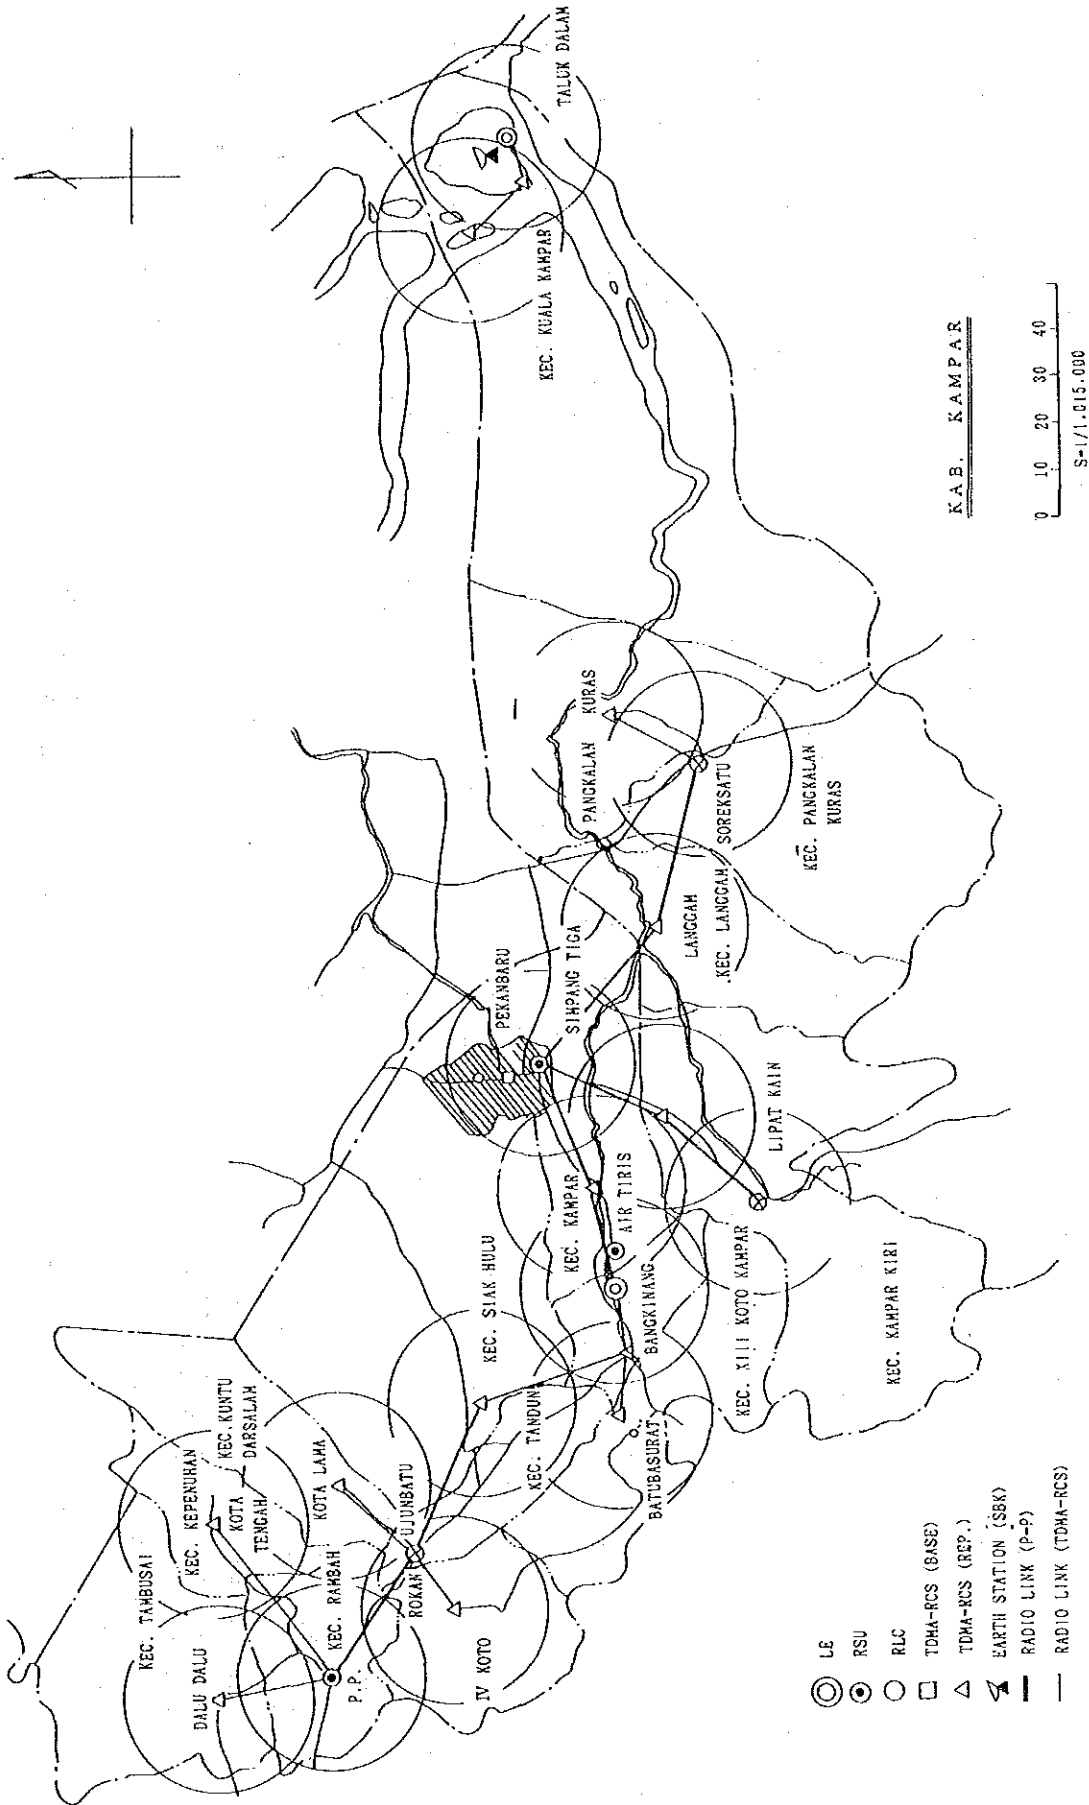 TALUK DALAM
KEC. KUALA KAMPAR
KAB. KAMPAR
0 10 20 30 40
S=1/1.015.000
PANGKALAN KURAS
SOREKSATU
KEC. PANGKALAN
KURAS
LANGGAM
KEC. LANGGAM
PEKANBARU
SIMPANG TIGA
LIPAT KAIN
KEC. KAMPAR
AIR TIRIS
KEC. SIAK HULU
BANGKINANG
KEC. XIII KOTO KAMPAR
KEC. KAMPAR KIRI
KEC. TANDUN
BATUBASURAT
KEC. TAMBUSAI
KEC. KEPENUHAN
KOTA
TENGAH
KEC. KUNTU
DARSALAM
KOTA LAMA
UJUNBATU
ROKAN
KEC. RAMBAH
DALU DALU
P.P.
IV KOTO
LE
RSU
RLC
TDMA-RCS (BASE)
TDMA-RCS (REP.)
EARTH STATION (SBK)
RADIO LINK (P-P)
RADIO LINK (TDMA-RCS)